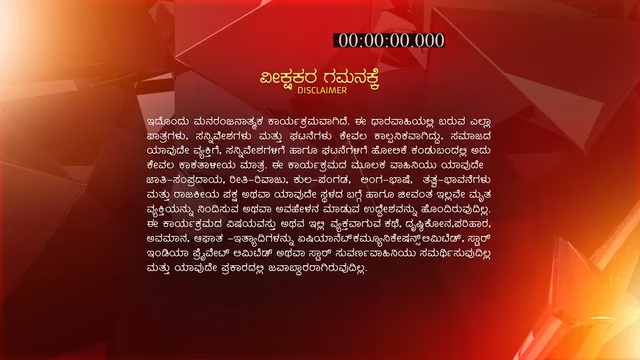 00:00:00.000
ವೀಕ್ಷಕರ ಗಮನಕ್ಕೆ
DISCLAIMER
ಇದೊಂದು ಮನರಂಜನಾತ್ಮಕ ಕಾರ್ಯಕ್ರಮವಾಗಿದೆ. ಈ ಧಾರವಾಹಿಯಲ್ಲಿ ಬರುವ ಎಲ್ಲಾ
ಪಾತ್ರಗಳು, ಸನ್ನಿವೇಶಗಳು ಮತ್ತು ಘಟನೆಗಳು ಕೇವಲ ಕಾಲ್ಪನಿಕವಾಗಿದ್ದು, ಸಮಾಜದ
ಯಾವುದೇ ವ್ಯಕ್ತಿಗೆ, ಸನ್ನಿವೇಶಗಳಿಗೆ ಹಾಗೂ ಘಟನೆಗಳಿಗೆ ಹೋಲಿಕೆ ಕಂಡುಬಂದಲ್ಲಿ ಅದು
ಕೇವಲ ಕಾಕತಾಳೀಯ ಮಾತ್ರ. ಈ ಕಾರ್ಯಕ್ರಮದ ಮೂಲಕ ವಾಹಿನಿಯು ಯಾವುದೇ
ಜಾತಿ-ಸಂಪ್ರದಾಯ, ರೀತಿ-ರಿವಾಜು, ಕುಲ-ಪಂಗಡ, ಲಿಂಗ-ಭಾಷೆ, ತತ್ವ-ಭಾವನೆಗಳು
ಮತ್ತು ರಾಜಕೀಯ ಪಕ್ಷ ಅಥವಾ ಯಾವುದೇ ಸ್ಥಳದ ಬಗ್ಗೆ ಹಾಗೂ ಜೀವಂತ ಇಲ್ಲವೇ ಮೃತ
ವ್ಯಕ್ತಿಯನ್ನು ನಿಂದಿಸುವ ಅಥವಾ ಅವಹೇಳನ ಮಾಡುವ ಉದ್ದೇಶವನ್ನು ಹೊಂದಿರುವುದಿಲ್ಲ.
ಈ ಕಾರ್ಯಕ್ರಮದ ವಿಷಯವಸ್ತು ಅಥವ ಇಲ್ಲಿ ವ್ಯಕ್ತವಾಗುವ ಕಥೆ, ದೃಷ್ಟಿಕೋನ,ಪರಿಹಾರ,
ಅವಮಾನ, ಆಘಾತ -ಇತ್ಯಾದಿಗಳನ್ನು ಏಷಿಯಾನೆಟ್‌ಕಮ್ಯೂನಿಕೇಷನ್ಸ್‌ಲಿಮಿಟೆಡ್, ಸ್ಟಾರ್
ಇಂಡಿಯಾ ಪ್ರೈವೇಟ್ ಲಿಮಿಟೆಡ್ ಅಥವಾ ಸ್ಟಾರ್ ಸುವರ್ಣವಾಹಿನಿಯು ಸಮರ್ಥಿಸುವುದಿಲ್ಲ
ಮತ್ತು ಯಾವುದೇ ಪ್ರಕಾರದಲ್ಲಿ ಜವಾಬ್ದಾರರಾಗಿರುವುದಿಲ್ಲ.